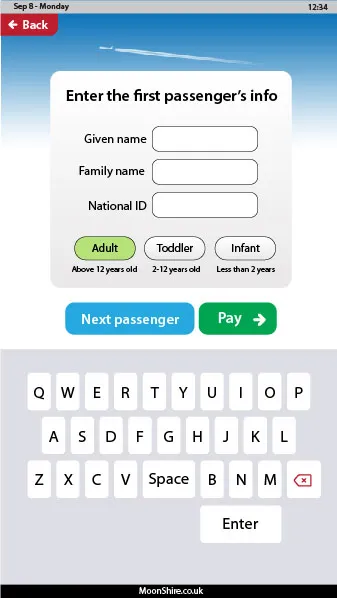 Sep 8 - Monday 12:34
← Back
Enter the first passenger's info
Given name
Family name
National ID
Adult Toddler Infant
Above 12 years old 2-12 years old Less than 2 years
Next passenger Pay →
Q W E R T Y U I O P
A S D F G H J K L
Z X C V Space B N M
Enter
MoonShire.co.uk